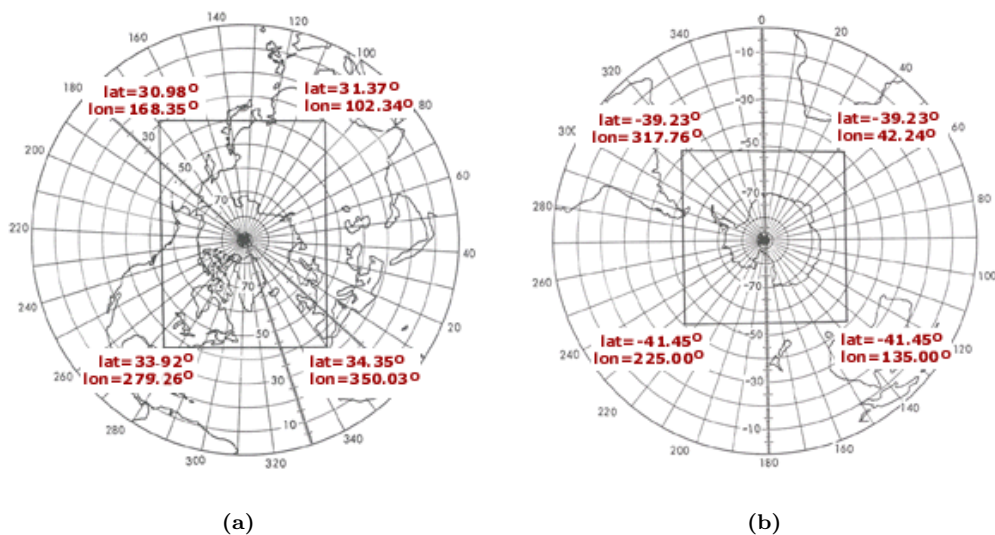 140
120
160
100
lat=30.98°
lon=168.35°
lat=31.37°
lon=102.34°
180
80
30
50
200
60
70
220
40
240
70
20
50
lat=33.92°
lon=279.26°
lat=34.35°
lon=350.03°
260
30
10
280
340
300
320
(a)
0
340
20
-10
320
40
-30
lat=-39.23°
lon=317.76°
lat=-39.23°
lon=42.24°
300
60
-50
-70
280
80
260
100
-70
240
-50
lat=-41.45°
lon=225.00°
lat=-41.45°
lon=135.00°
120
-30
220
140
-10
200
160
180
(b)